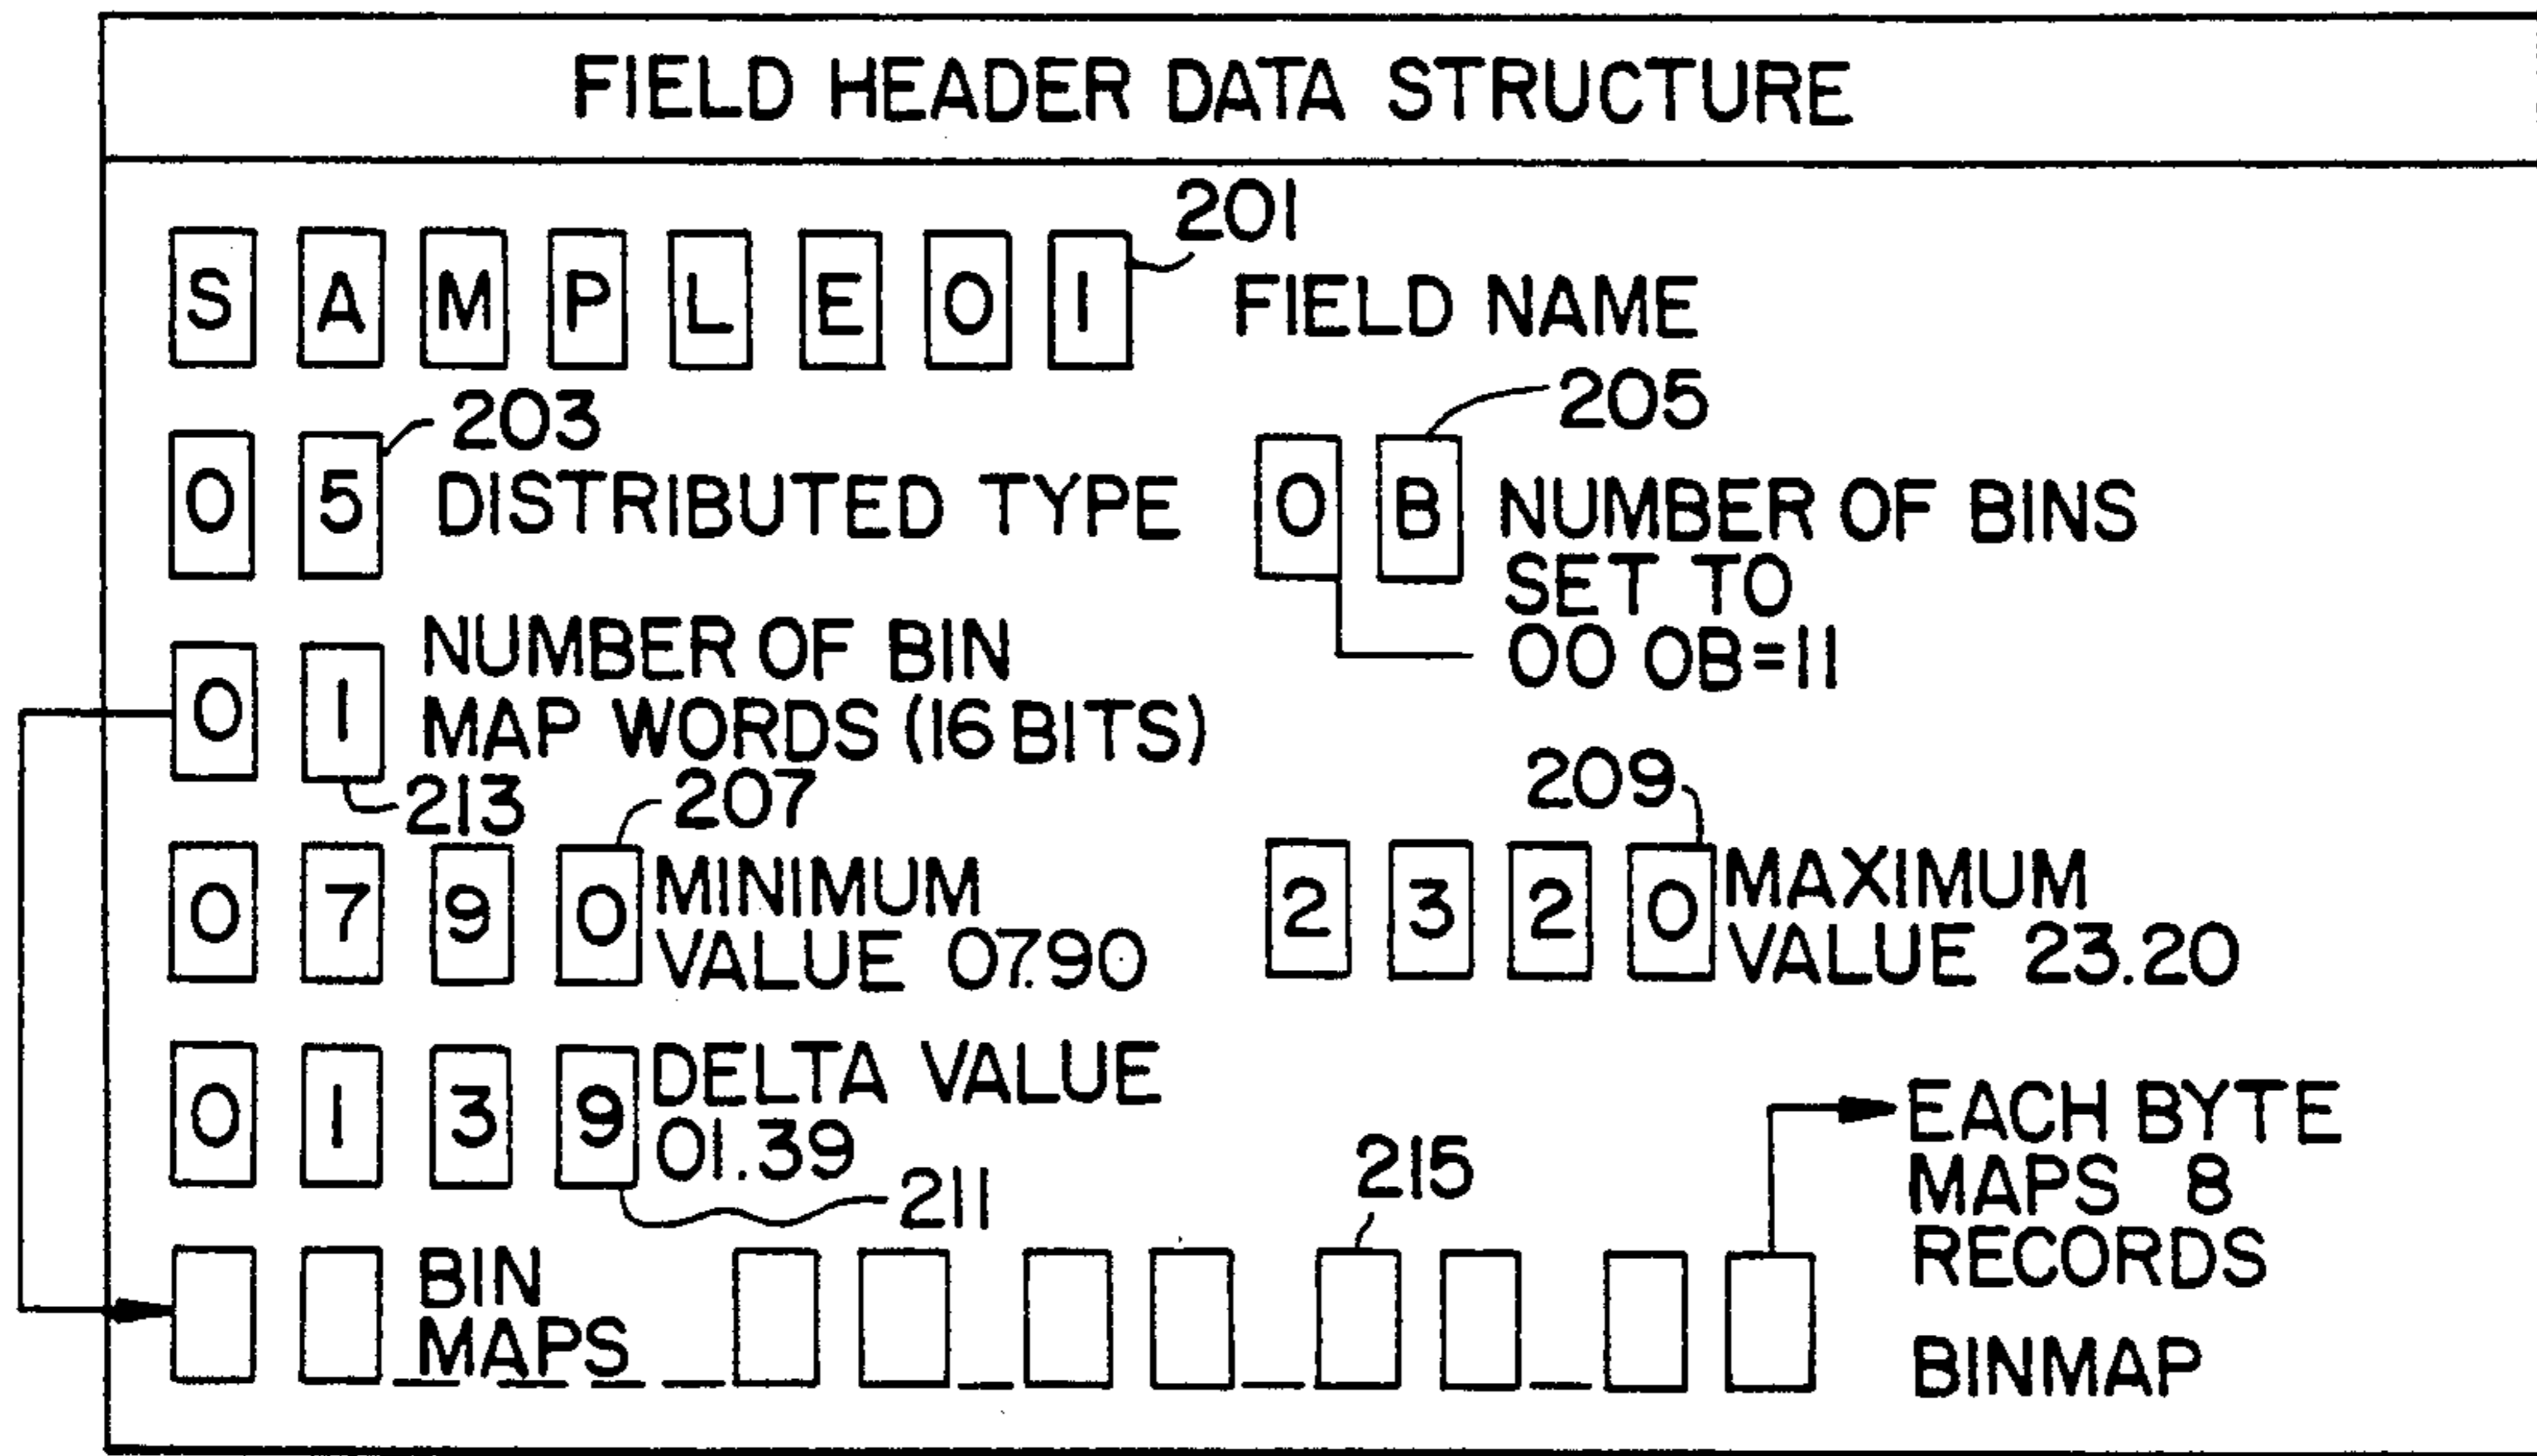 FIELD HEADER DATA STRUCTURE
201
S A M P L E 0 1 FIELD NAME
203 205
0 5 DISTRIBUTED TYPE 0 B NUMBER OF BINS
SET TO
00 0B=11
0 1 NUMBER OF BIN
MAP WORDS (16 BITS)
213 207 209
0 7 9 0 MINIMUM
VALUE 07.90
2 3 2 0 MAXIMUM
VALUE 23.20
0 1 3 9 DELTA VALUE
01.39
211
215
EACH BYTE
MAPS 8
RECORDS
BIN
MAPS
BINMAP